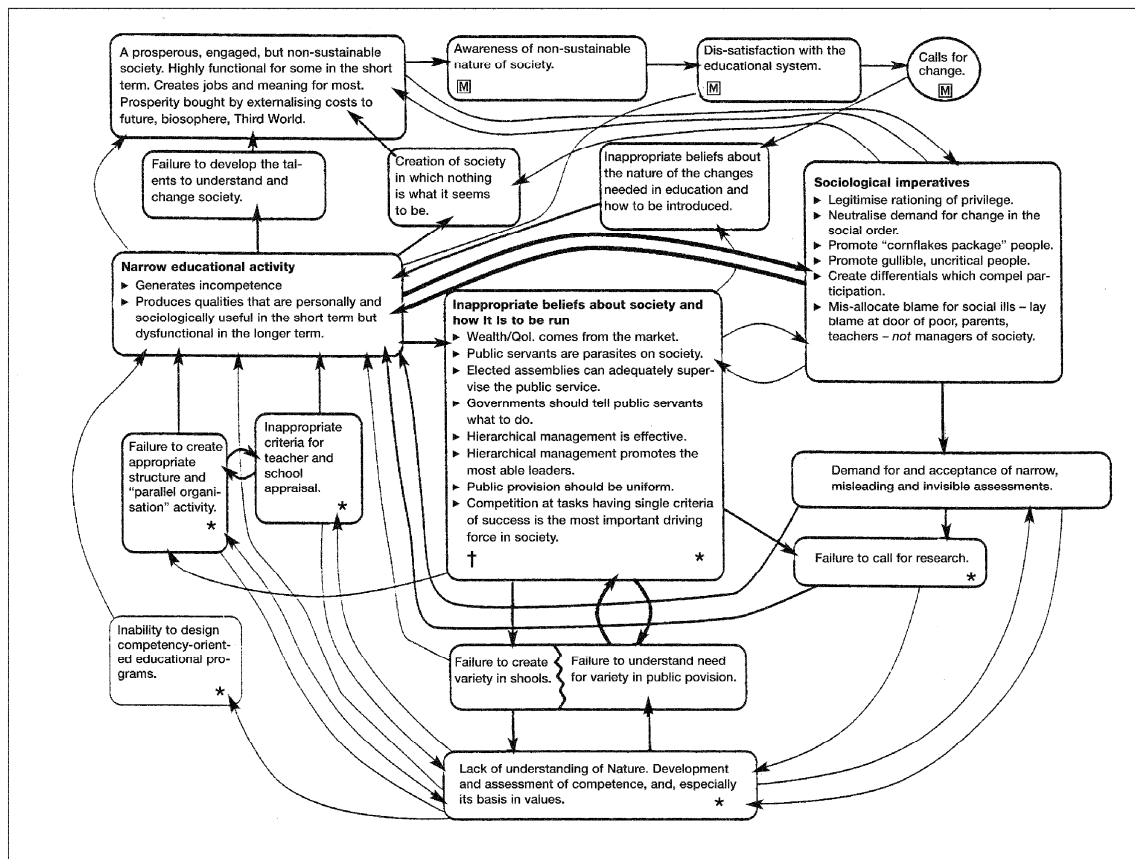 A prosperous, engaged, but non-sustainable
society. Highly functional for some in the short
term. Creates jobs and meaning for most.
Prosperity bought by externalising costs to
future, biosphere, Third World.
Awareness of non-sustainable
nature of society.
M
Dis-satisfaction with the
educational system.
M
Calls for
change.
M
Failure to develop the tal-
ents to understand and
change society.
Creation of society
in which nothing
is what it seems
to be.
Inappropriate beliefs about
the nature of the changes
needed in education and
how to be introduced.
Sociological imperatives
► Legitimise rationing of privilege.
► Neutralise demand for change in the
social order.
► Promote “cornflakes package” people.
► Promote gullible, uncritical people.
► Create differentials which compel par-
ticipation.
► Mis-allocate blame for social ills – lay
blame at door of poor, parents,
teachers – not managers of society.
Narrow educational activity
► Generates incompetence
► Produces qualities that are personally and
sociologically useful in the short term but
dysfunctional in the longer term.
Inappropriate beliefs about society and
how it is to be run
► Wealth/Qol. comes from the market.
► Public servants are parasites on society.
► Elected assemblies can adequately super-
vise the public service.
► Governments should tell public servants
what to do.
► Hierarchical management is effective.
► Hierarchical management promotes the
most able leaders.
► Public provision should be uniform.
► Competition at tasks having single criteria
of success is the most important driving
force in society.
† *
Failure to create
appropriate
structure and
“parallel organi-
sation” activity.
*
Inappropriate
criteria for
teacher and
school
appraisal.
*
Demand for and acceptance of narrow,
misleading and invisible assessments.
Failure to call for research.
*
Inability to design
competency-orient-
ed educational pro-
grams.
*
Failure to create
variety in shools.
Failure to understand need
for variety in public povision.
Lack of understanding of Nature. Development
and assessment of competence, and, especially
its basis in values.
*